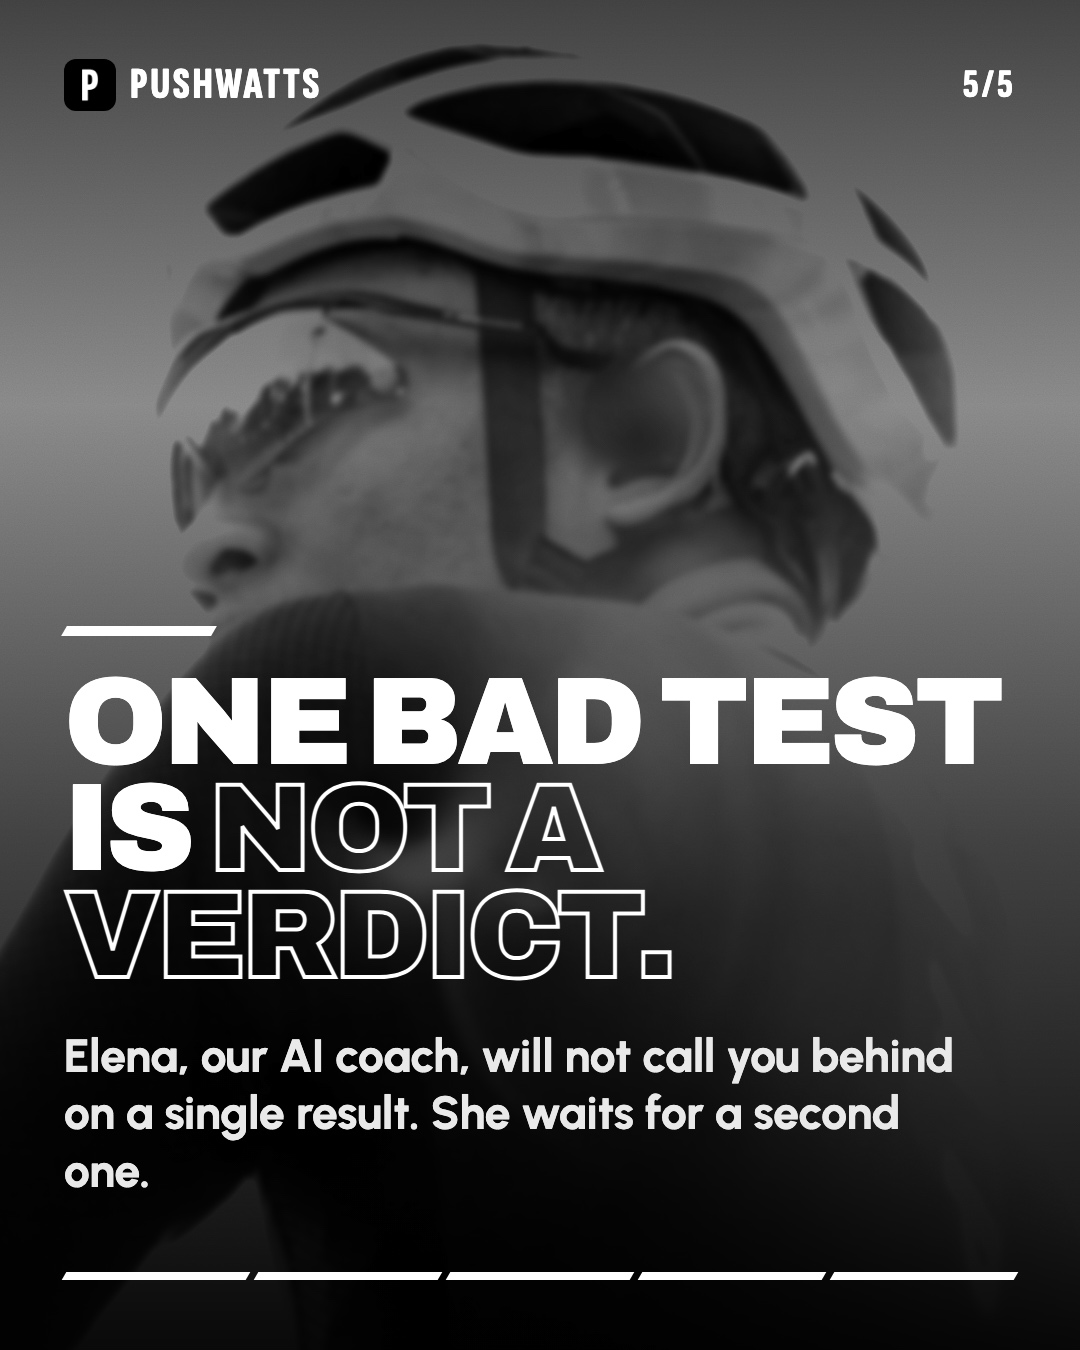 P PUSHWATTS
5/5
ONE BAD TEST
IS NOT A
VERDICT.
Elena, our AI coach, will not call you behind
on a single result. She waits for a second
one.